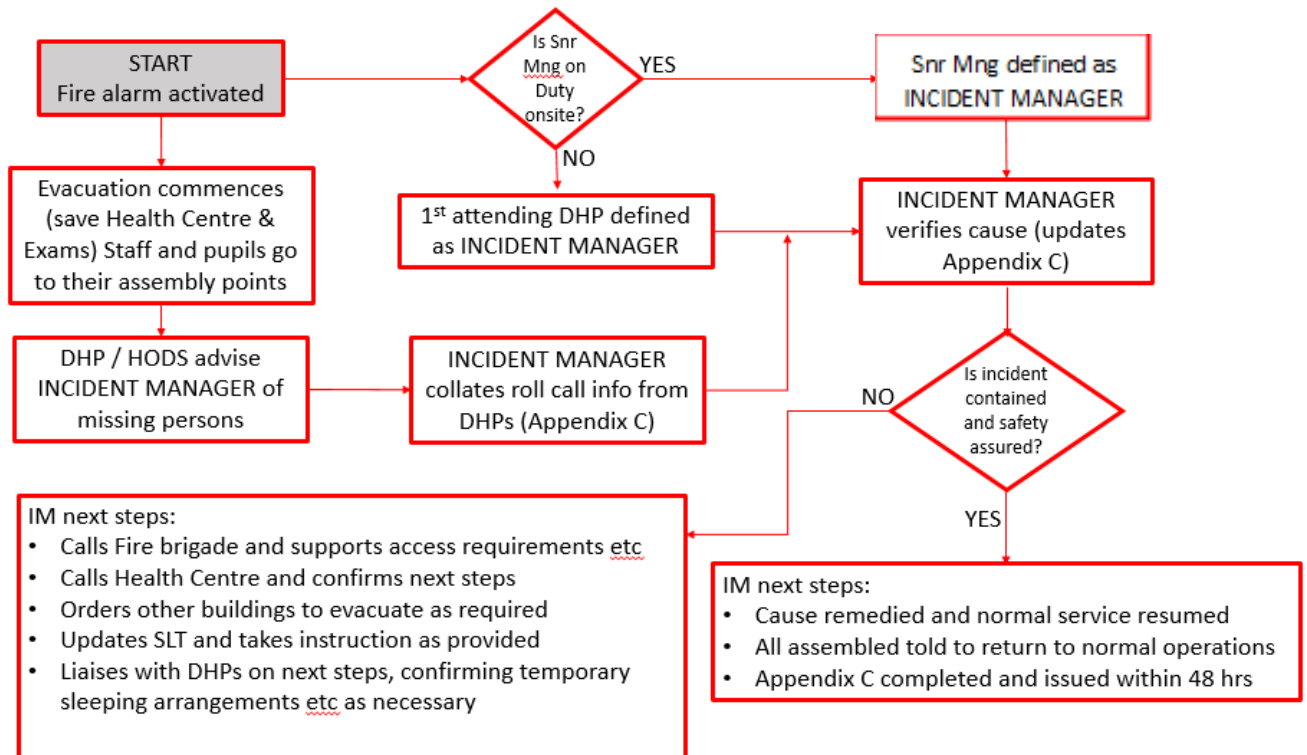 START
Fire alarm activated
Is Snr
Mng on
Duty
onsite?
YES
Snr Mng defined as
INCIDENT MANAGER
NO
Evacuation commences
(save Health Centre &
Exams) Staff and pupils go
to their assembly points
1st attending DHP defined
as INCIDENT MANAGER
INCIDENT MANAGER
verifies cause (updates
Appendix C)
DHP / HODS advise
INCIDENT MANAGER of
missing persons
INCIDENT MANAGER
collates roll call info from
DHPs (Appendix C)
Is incident
contained
and safety
assured?
NO
YES
IM next steps:
• Calls Fire brigade and supports access requirements etc
• Calls Health Centre and confirms next steps
• Orders other buildings to evacuate as required
• Updates SLT and takes instruction as provided
• Liaises with DHPs on next steps, confirming temporary
sleeping arrangements etc as necessary
IM next steps:
• Cause remedied and normal service resumed
• All assembled told to return to normal operations
• Appendix C completed and issued within 48 hrs